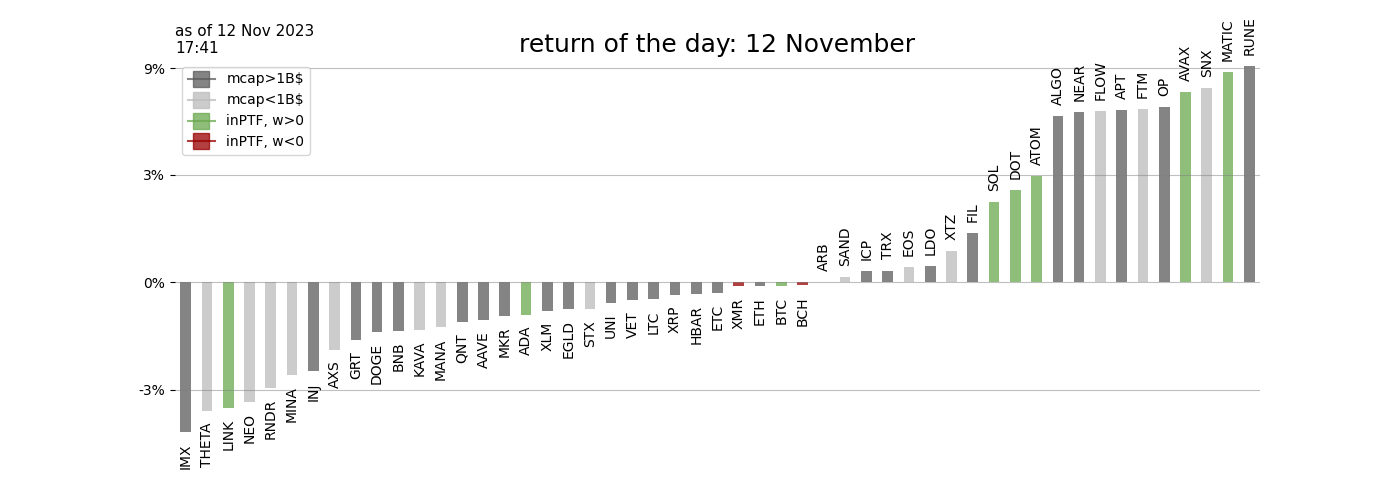 as of 12 Nov 2023
17:41
return of the day: 12 November
9%
3%
0%
-3%
mcap>1B$
mcap<1B$
inPTF, w>0
inPTF, w<0
IMX
THETA
LINK
NEO
RNDR
MINA
INJ
AXS
GRT
DOGE
BNB
KAVA
MANA
QNT
AAVE
MKR
ADA
XLM
EGLD
STX
UNI
VET
LTC
XRP
HBAR
ETC
XMR
ETH
BTC
BCH
ARB
SAND
ICP
TRX
EOS
LDO
XTZ
FIL
SOL
DOT
ATOM
ALGO
NEAR
FLOW
APT
FTM
OP
AVAX
SNX
MATIC
RUNE